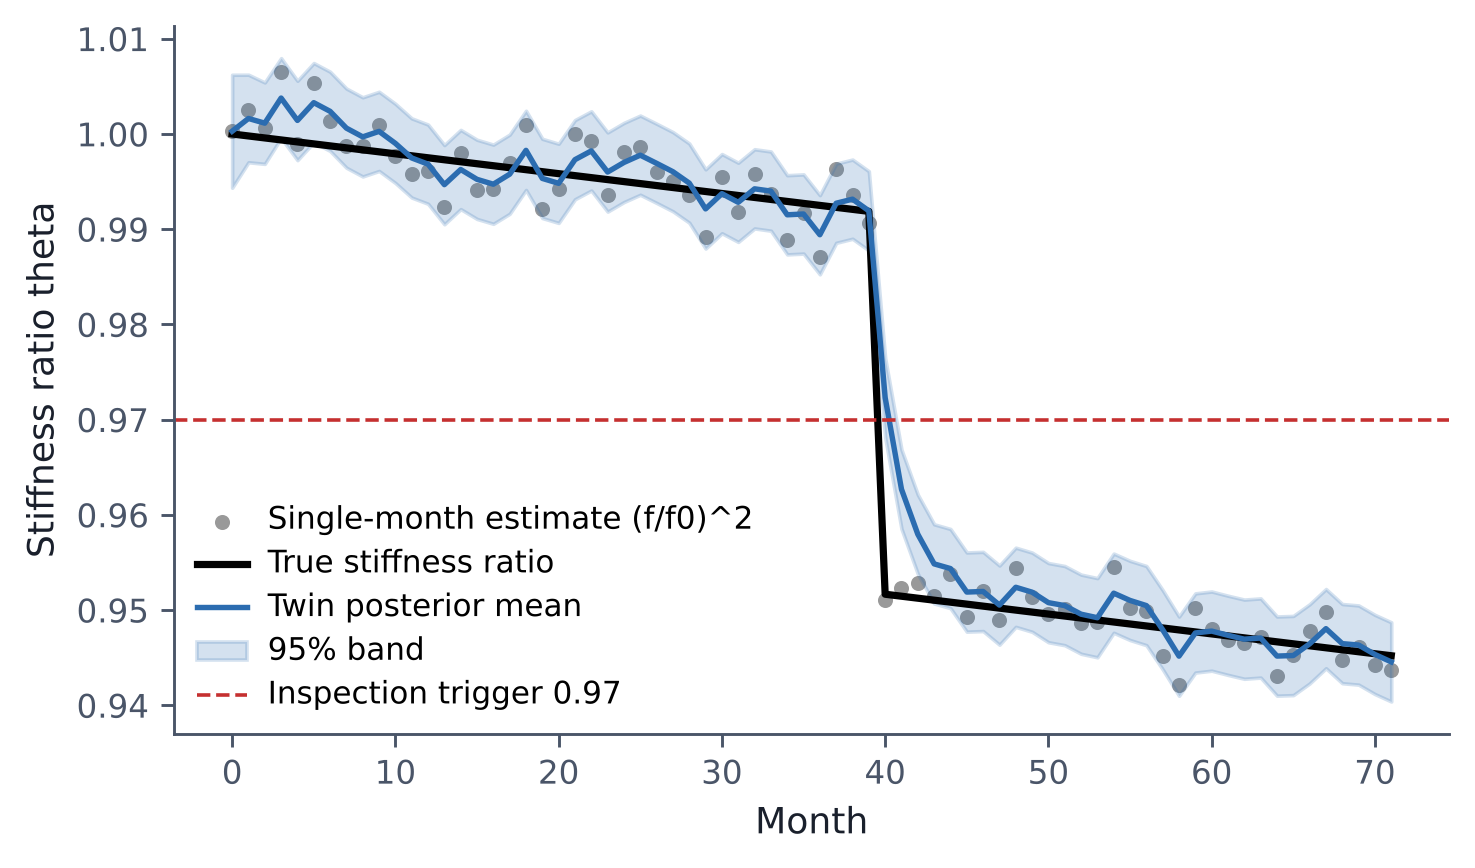 1.01
1.00
0.99
0.98
0.97
0.96
0.95
0.94
Stiffness ratio theta
Single-month estimate (f/f0)^2
True stiffness ratio
Twin posterior mean
95% band
Inspection trigger 0.97
0 10 20 30 40 50 60 70
Month